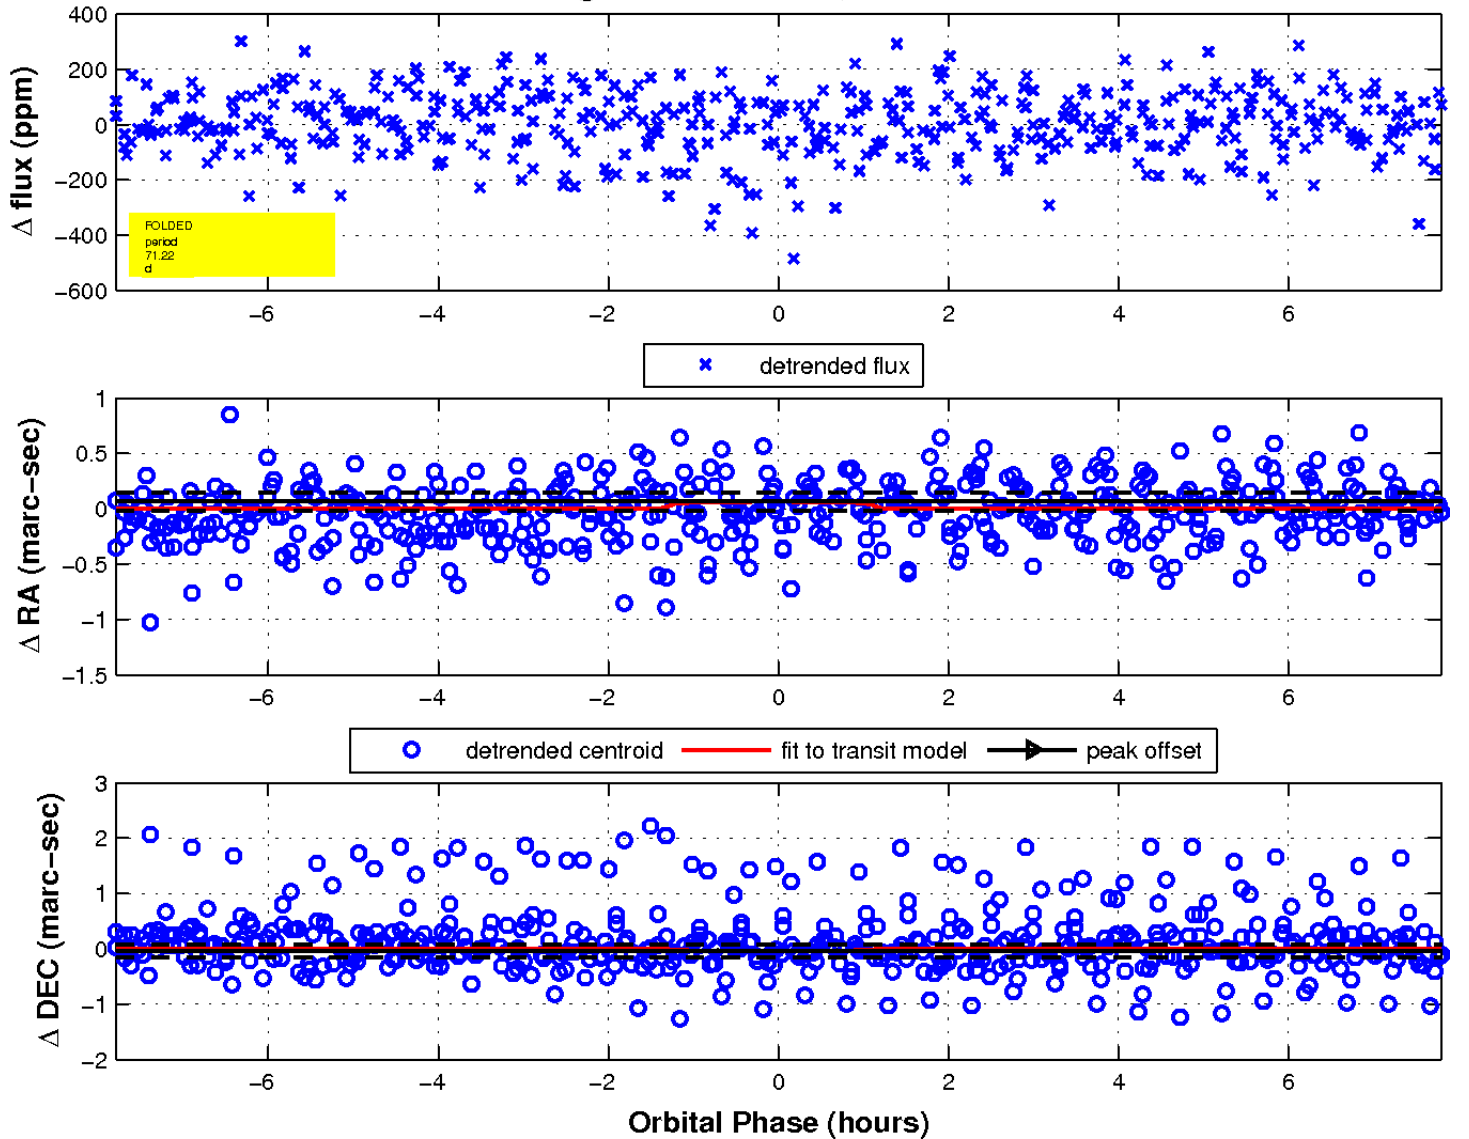 400
200
0
−200
−400
−600
Δ flux (ppm)
FOLDED
period
71.22
d
−6 −4 −2 0 2 4 6
detrended flux
1
0.5
0
−0.5
−1
−1.5
Δ RA (marc−sec)
−6 −4 −2 0 2 4 6
detrended centroid fit to transit model peak offset
3
2
1
0
−1
−2
Δ DEC (marc−sec)
−6 −4 −2 0 2 4 6
Orbital Phase (hours)